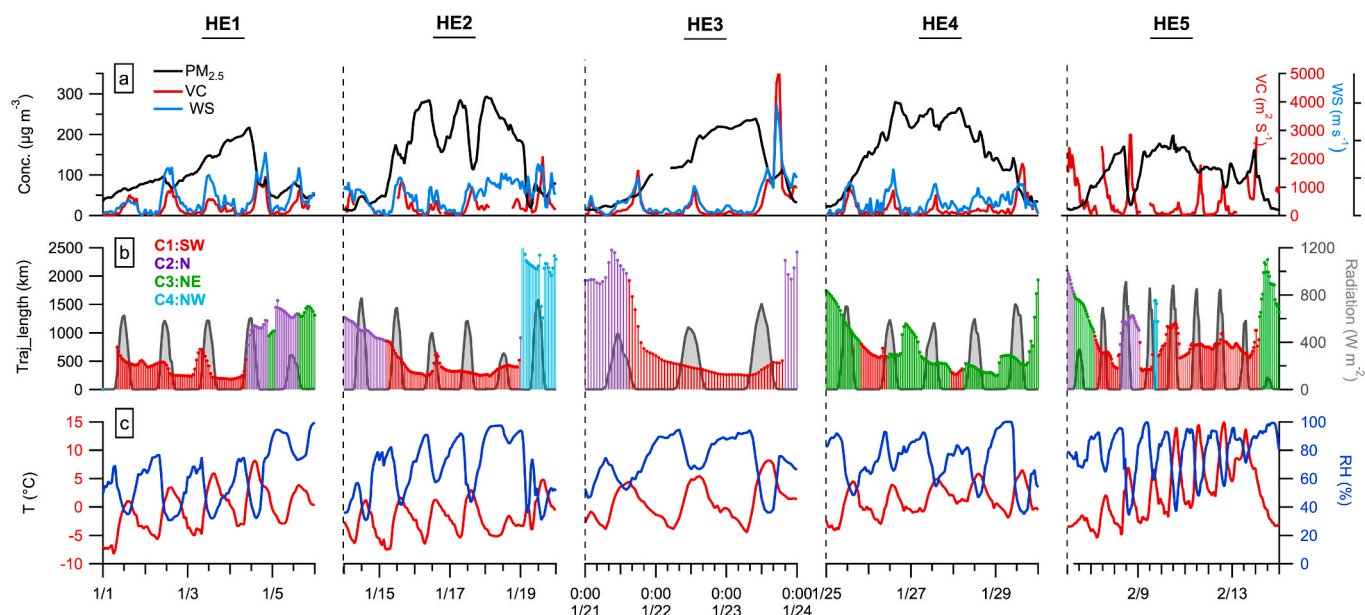 HE1 HE2 HE3 HE4 HE5
a
PM2.5
VC
WS
Conc. (µg m-3)
300
200
100
0
VC (m2 S-1)
5000
4000
3000
2000
1000
0
WS (m s-1)
b
C1:SW
C2:N
C3:NE
C4:NW
Traj_length (km)
2500
2000
1500
1000
500
0
1200
800
400
0
Radiation (W m-2)
c
T (°C)
15
10
5
0
-5
-10
100
80
60
40
20
0
RH (%)
1/1 1/3 1/5 1/15 1/17 1/19 0:00 0:00 0:00 0:00 1/25 1/27 1/29 2/9 2/13
1/21 1/22 1/23 1/24